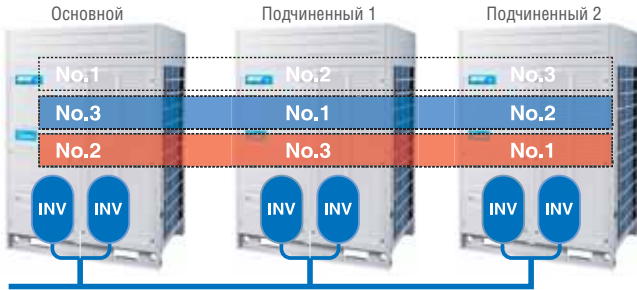 Основной Подчиненный 1 Подчиненный 2
No.1 No.2 No.3
No.3 No.1 No.2
No.2 No.3 No.1
INV INV INV INV INV INV